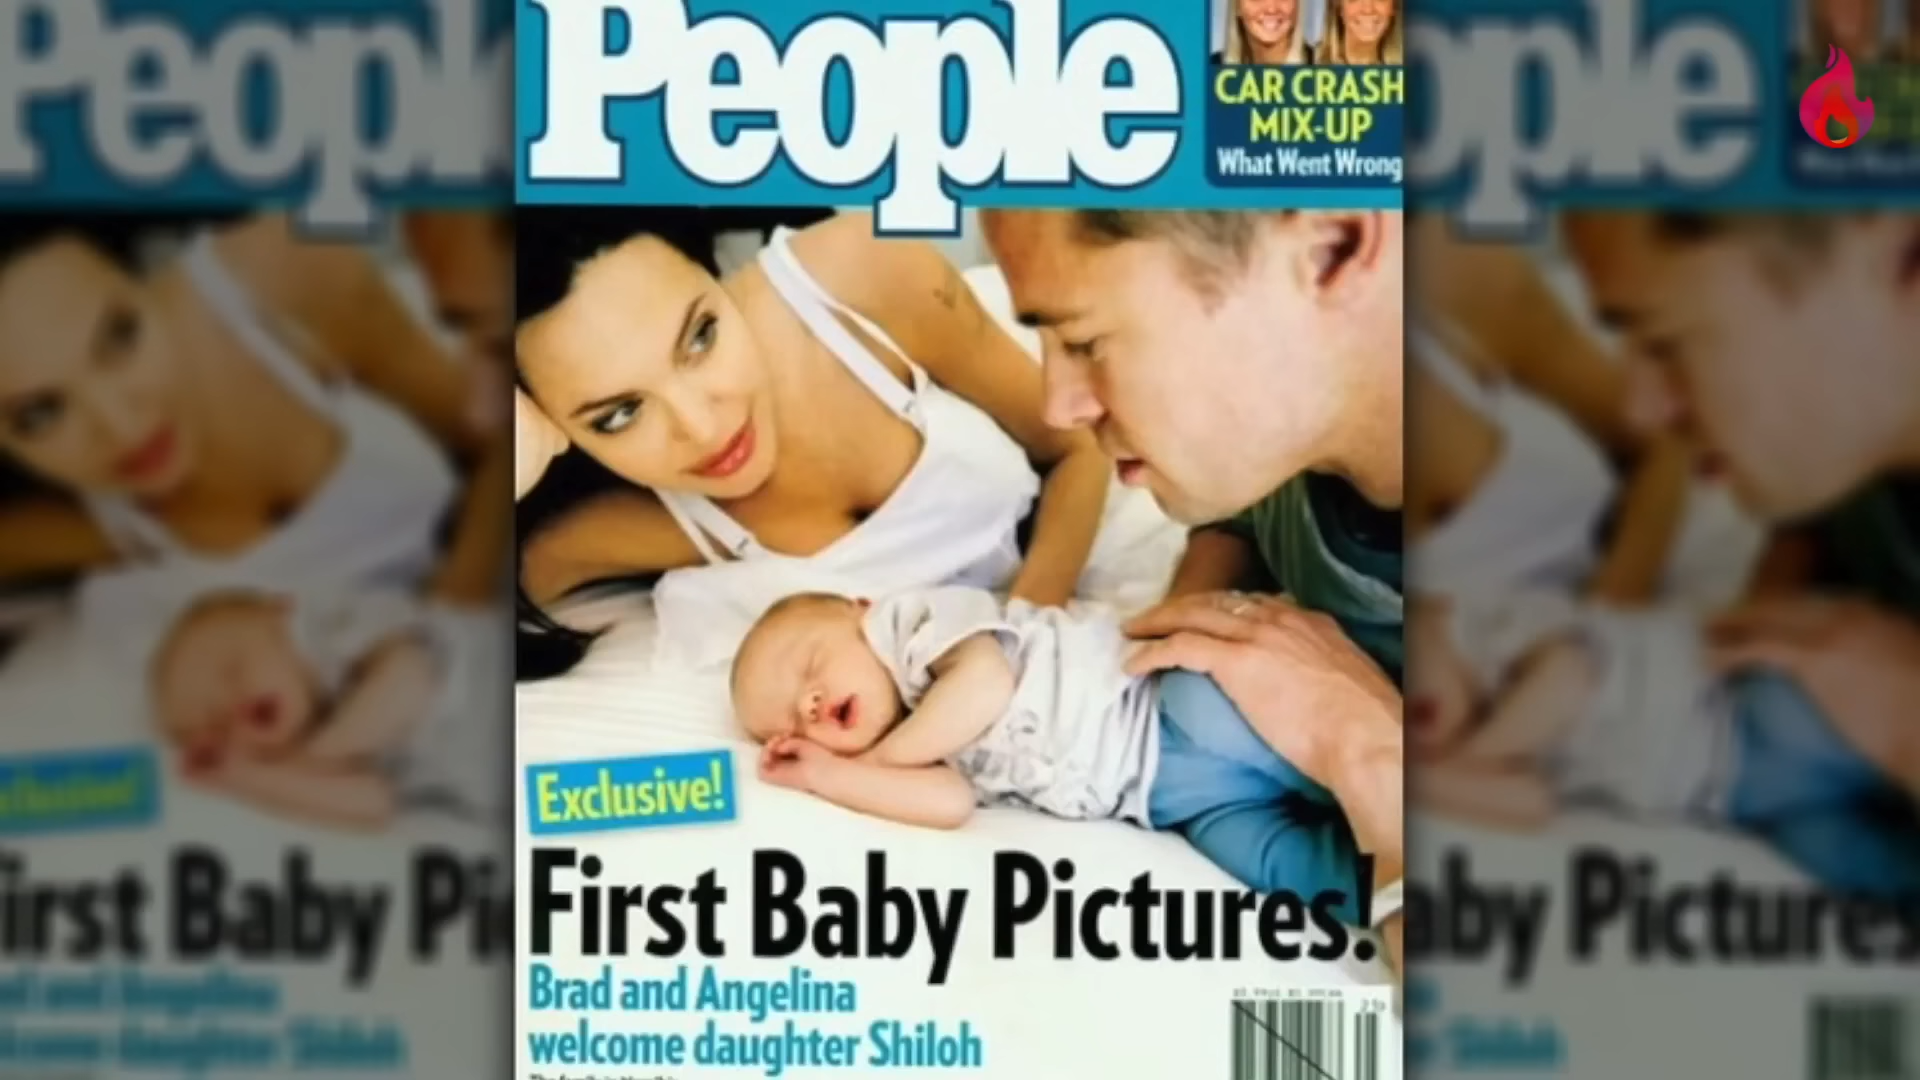 People
CAR CRASH
MIX-UP
What Went Wrong
Exclusive!
First Baby Pictures!
Brad and Angelina
welcome daughter Shiloh